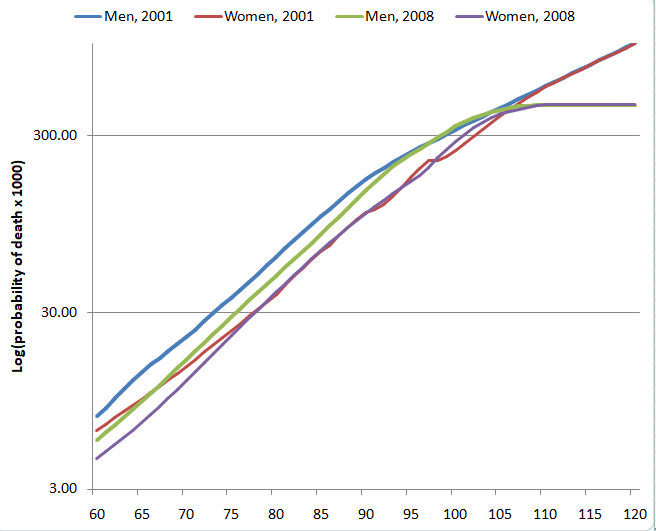 Men, 2001 Women, 2001 Men, 2008 Women, 2008
Log(probability of death x 1000)
300.00
30.00
3.00
60 65 70 75 80 85 90 95 100 105 110 115 120